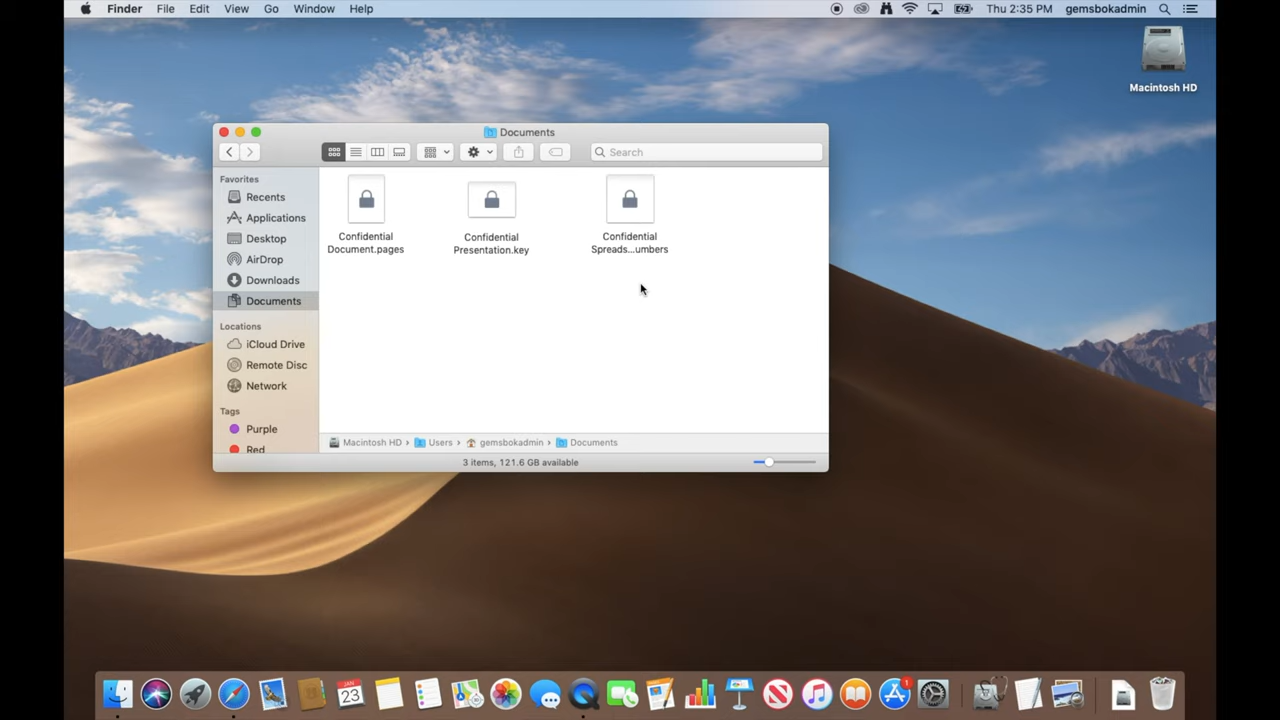 Finder File Edit View Go Window Help Thu 2:35 PM gemsbokadmin
Macintosh HD
Documents
Search
Favorites
Recents
Applications
Desktop
AirDrop
Downloads
Documents
Locations
iCloud Drive
Remote Disc
Network
Tags
Purple
Red
Confidential
Document.pages
Confidential
Presentation.key
Confidential
Spreads...umbers
Macintosh HD › Users › gemsbokadmin › Documents
3 items, 121.6 GB available
JAN
23
1